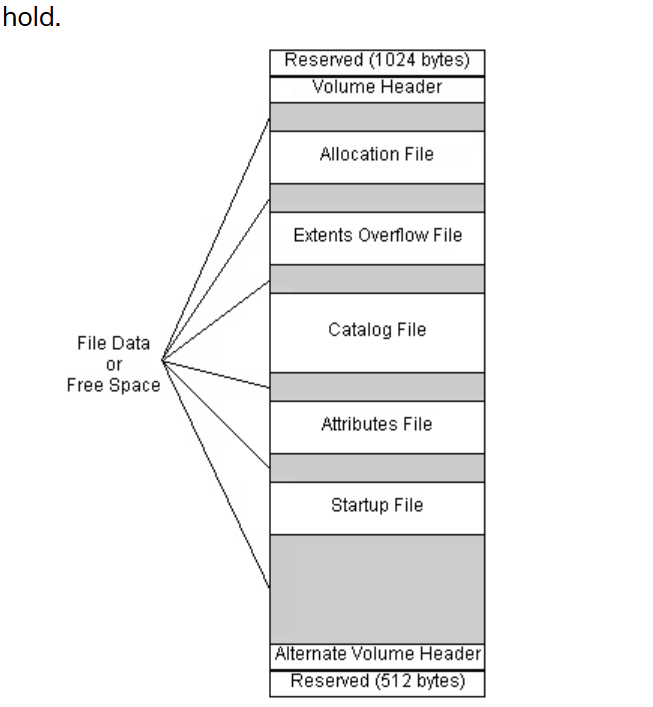 hold.
Reserved (1024 bytes)
Volume Header
Allocation File
Extents Overflow File
Catalog File
File Data
or
Free Space
Attributes File
Startup File
Alternate Volume Header
Reserved (512 bytes)